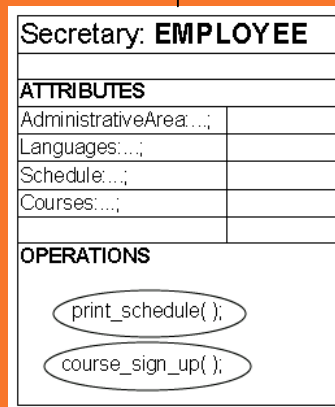 Secretary: EMPLOYEE
ATTRIBUTES
AdministrativeArea:...;
Languages:...;
Schedule:...;
Courses:...;
OPERATIONS
print_schedule( );
course_sign_up( );